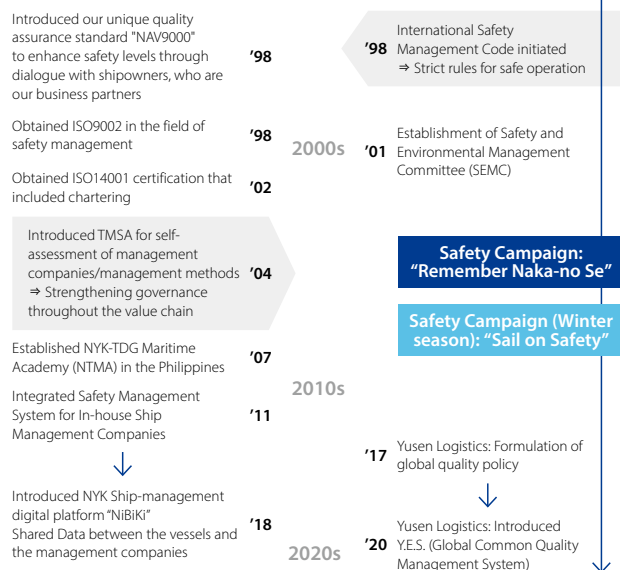 Introduced our unique quality
assurance standard "NAV9000"
to enhance safety levels through
dialogue with shipowners, who are
our business partners
’98
Obtained ISO9002 in the field of
safety management
’98
Obtained ISO14001 certification that
included chartering
’02
Introduced TMSA for self-
assessment of management
companies/management methods
⇒ Strengthening governance
throughout the value chain
’04
Established NYK-TDG Maritime
Academy (NTMA) in the Philippines
’07
Integrated Safety Management
System for In-house Ship
Management Companies
’11
Introduced NYK Ship-management
digital platform “NiBiKi”
Shared Data between the vessels and
the management companies
’18
2000s
2010s
2020s
’98
International Safety
Management Code initiated
⇒ Strict rules for safe operation
’01
Establishment of Safety and
Environmental Management
Committee (SEMC)
Safety Campaign:
“Remember Naka-no Se”
Safety Campaign (Winter
season): “Sail on Safety”
’17
Yusen Logistics: Formulation of
global quality policy
’20
Yusen Logistics: Introduced
Y.E.S. (Global Common Quality
Management System)